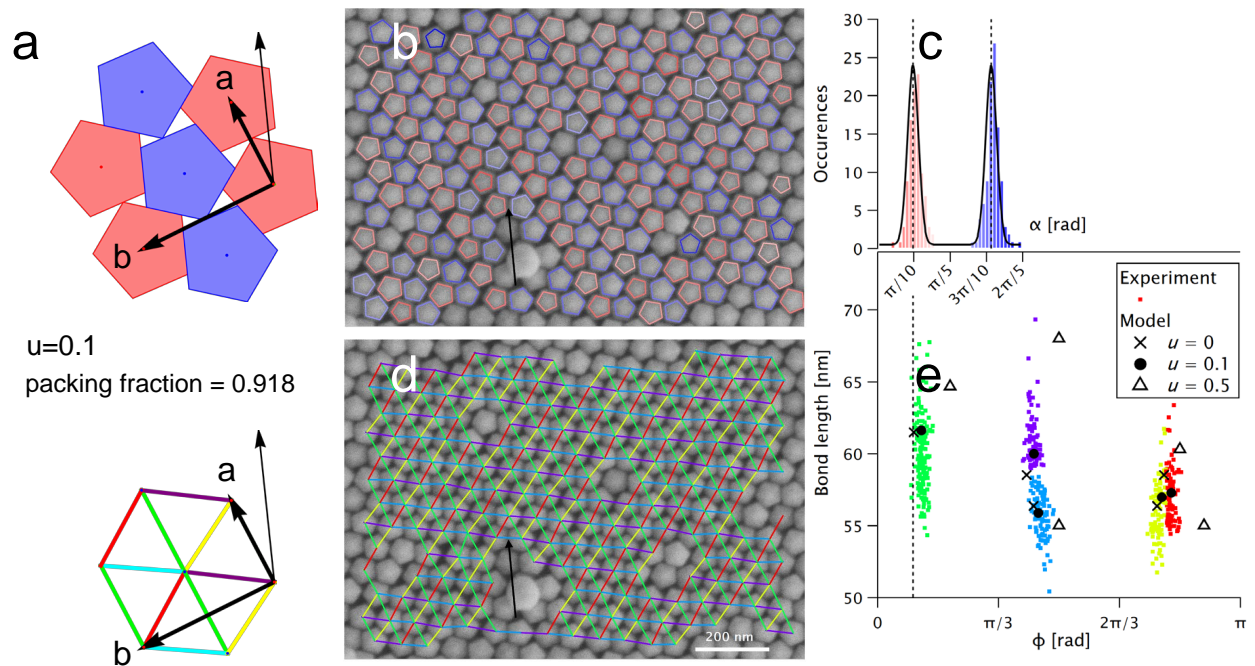 a
a
b
u=0.1
packing fraction = 0.918
a
b
b
d
200 nm
c
30
25
20
15
10
5
0
Occurences
α [rad]
π/10
π/5
3π/10
2π/5
e
Experiment
Model
u = 0
u = 0.1
u = 0.5
70
65
60
55
50
Bond length [nm]
0
π/3
2π/3
π
ϕ [rad]